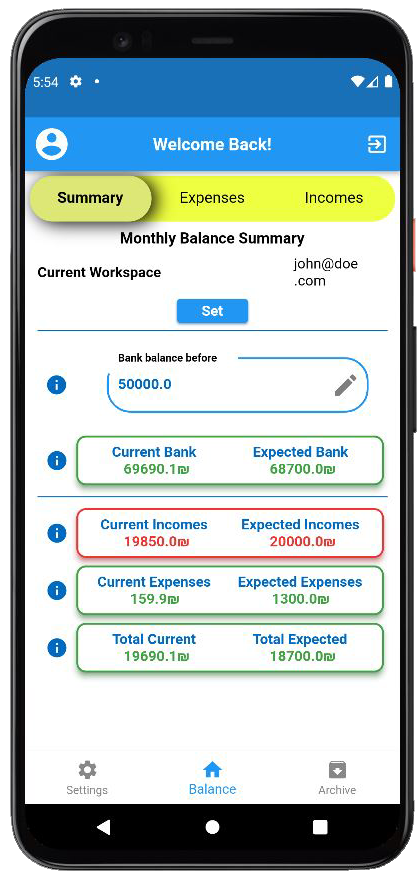 5:54
Welcome Back!
Summary Expenses Incomes
Monthly Balance Summary
Current Workspace john@doe
.com
Set
Bank balance before
50000.0
Current Bank Expected Bank
69690.1₪ 68700.0₪
Current Incomes Expected Incomes
19850.0₪ 20000.0₪
Current Expenses Expected Expenses
159.9₪ 1300.0₪
Total Current Total Expected
19690.1₪ 18700.0₪
Settings Balance Archive